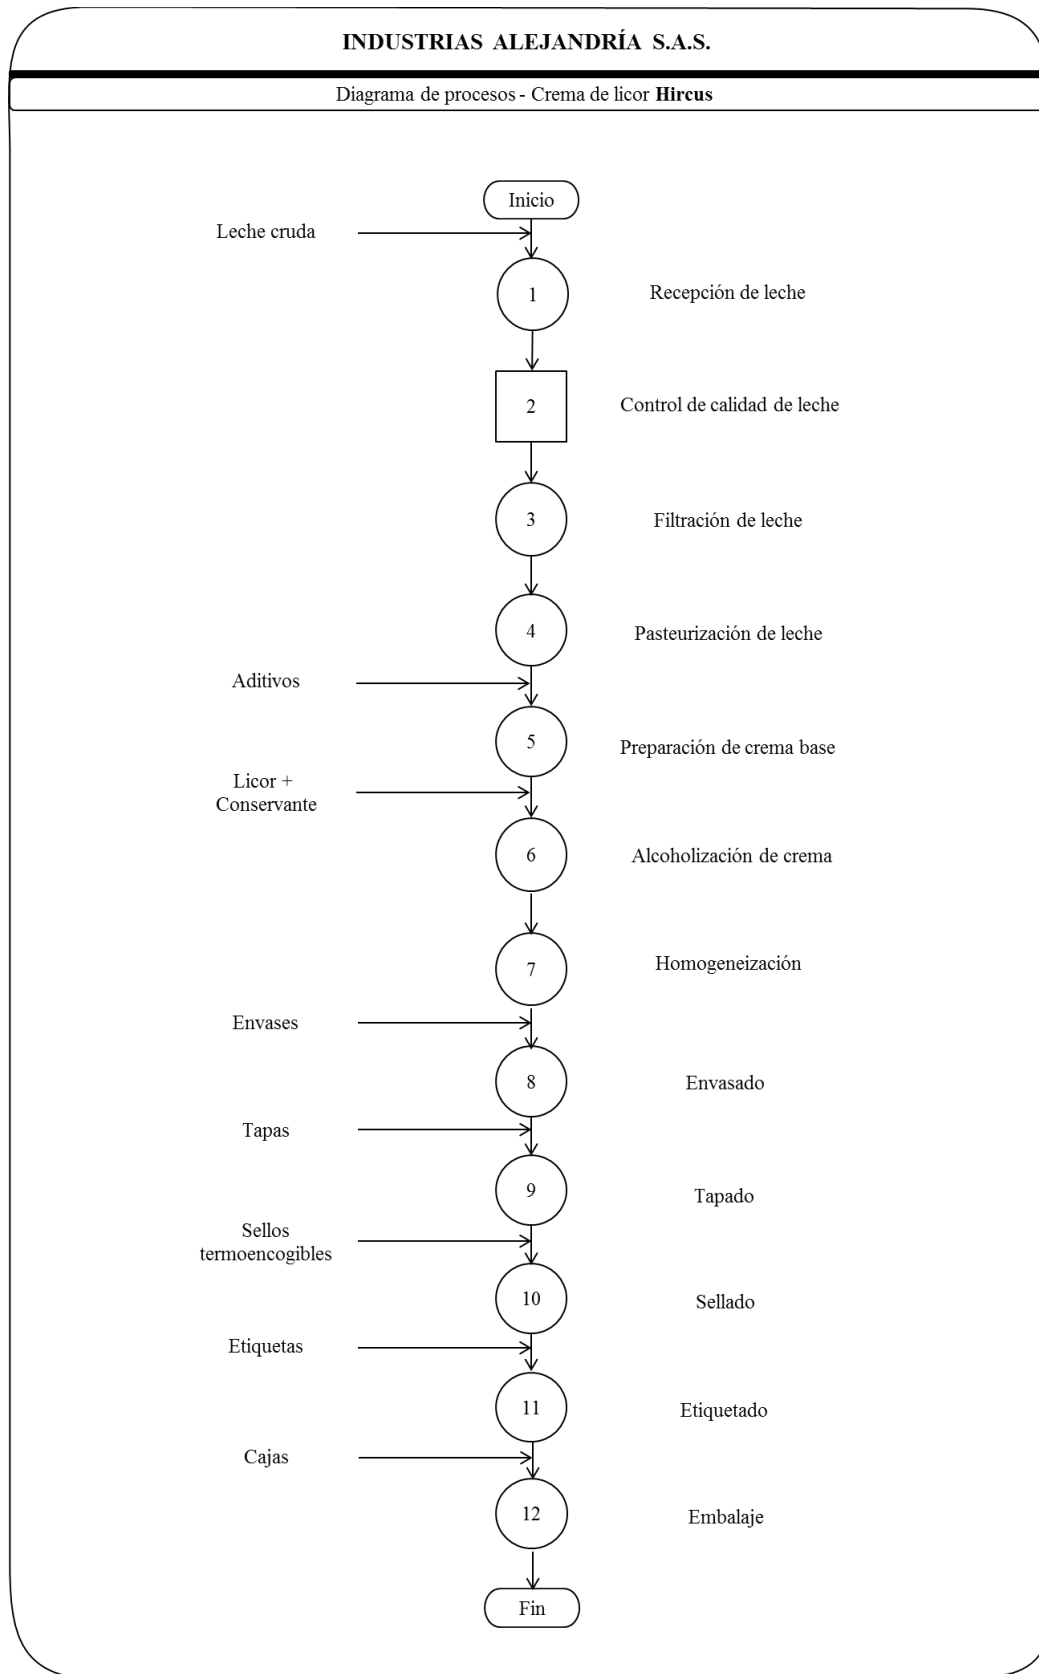 INDUSTRIAS ALEJANDRÍA S.A.S.
Diagrama de procesos - Crema de licor Hircus
Inicio
Leche cruda
1
Recepción de leche
2
Control de calidad de leche
3
Filtración de leche
4
Pasteurización de leche
Aditivos
5
Preparación de crema base
Licor +
Conservante
6
Alcoholización de crema
7
Homogeneización
Envases
8
Envasado
Tapas
9
Tapado
Sellos
termoencogibles
10
Sellado
Etiquetas
11
Etiquetado
Cajas
12
Embalaje
Fin